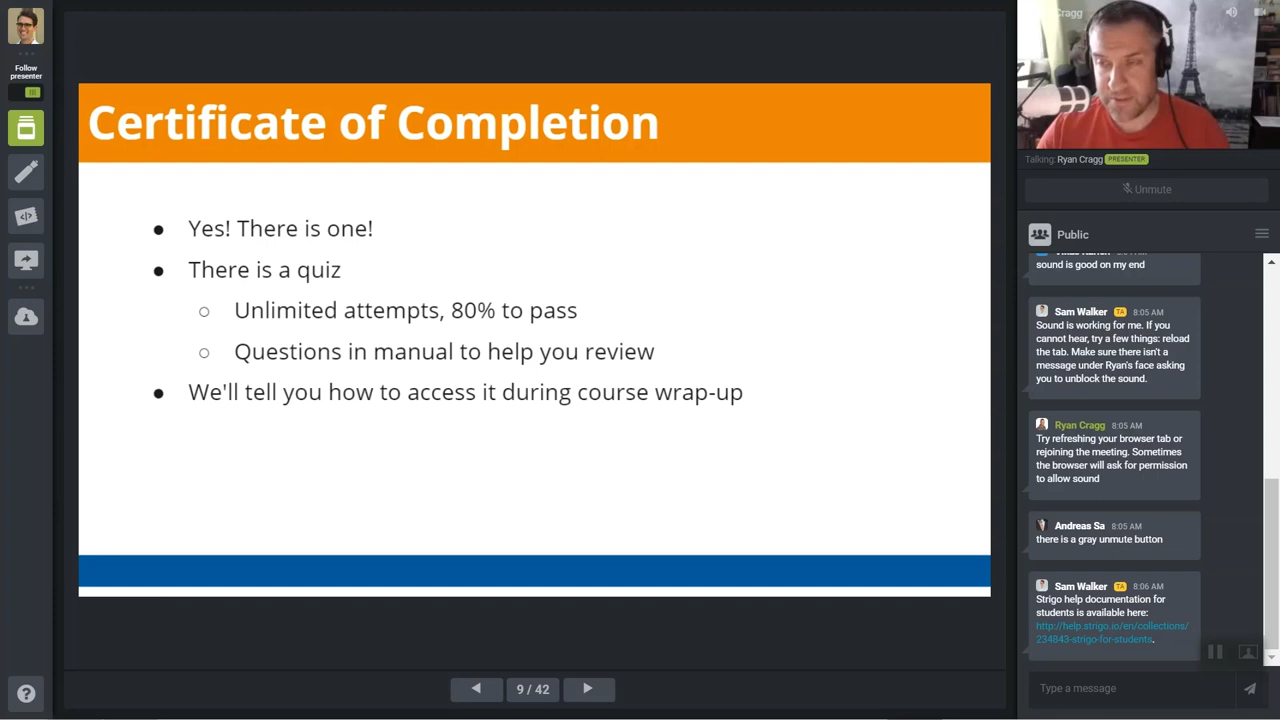 Follow
presenter
Certificate of Completion
● Yes! There is one!
● There is a quiz
○ Unlimited attempts, 80% to pass
○ Questions in manual to help you review
● We'll tell you how to access it during course wrap-up
9 / 42
Cragg
Talking: Ryan Cragg PRESENTER
Unmute
Public
sound is good on my end
Sam Walker TA 8:05 AM
Sound is working for me. If you
cannot hear, try a few things: reload
the tab. Make sure there isn't a
message under Ryan's face asking
you to unblock the sound.
Ryan Cragg 8:05 AM
Try refreshing your browser tab or
rejoining the meeting. Sometimes
the browser will ask for permission
to allow sound
Andreas Sa 8:05 AM
there is a gray unmute button
Sam Walker TA 8:06 AM
Strigo help documentation for
students is available here:
http://help.strigo.io/en/collections/
234843-strigo-for-students.
Type a message